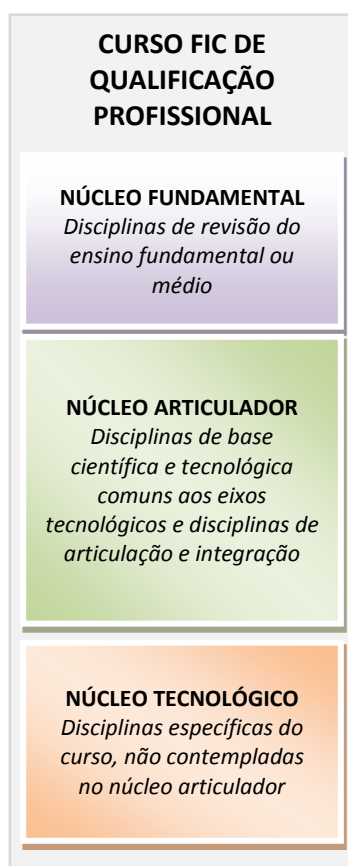 CURSO FIC DE
QUALIFICAÇÃO
PROFISSIONAL
NÚCLEO FUNDAMENTAL
Disciplinas de revisão do
ensino fundamental ou
médio
NÚCLEO ARTICULADOR
Disciplinas de base
científica e tecnológica
comuns aos eixos
tecnológicos e disciplinas de
articulação e integração
NÚCLEO TECNOLÓGICO
Disciplinas específicas do
curso, não contempladas
no núcleo articulador